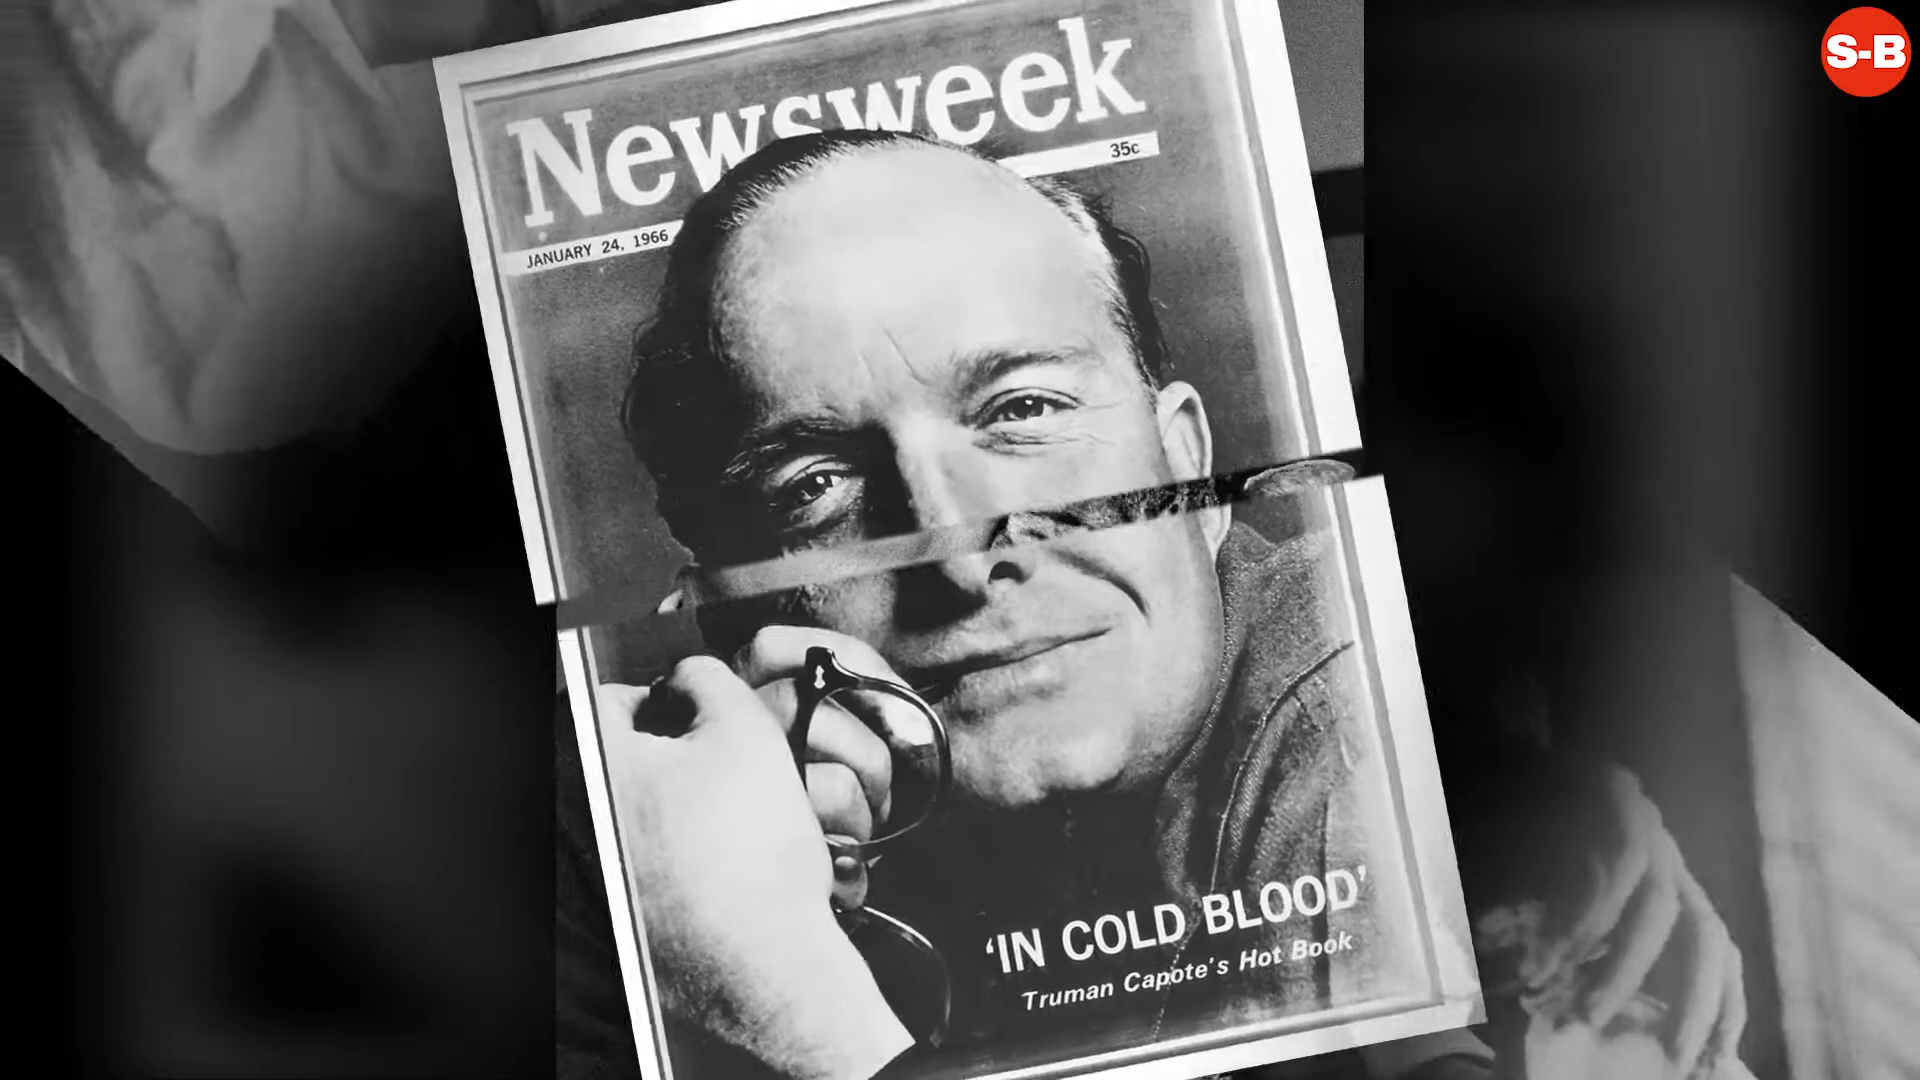 S-B
Newsweek
35c
JANUARY 24, 1966
‘IN COLD BLOOD’
Truman Capote's Hot Book